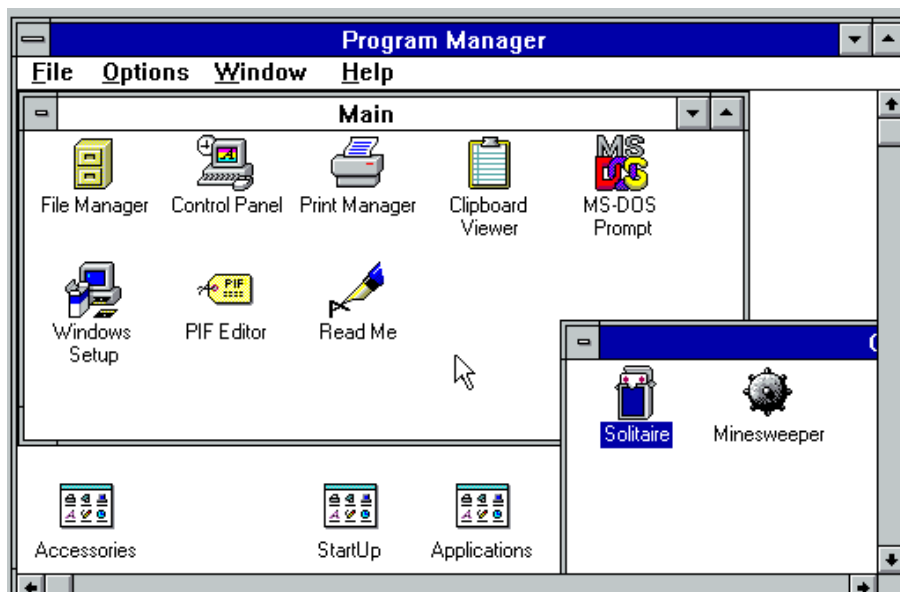 Program Manager
File Options Window Help
Main
File Manager Control Panel Print Manager Clipboard Viewer MS-DOS Prompt
Windows Setup PIF Editor Read Me
Solitaire Minesweeper
Accessories StartUp Applications